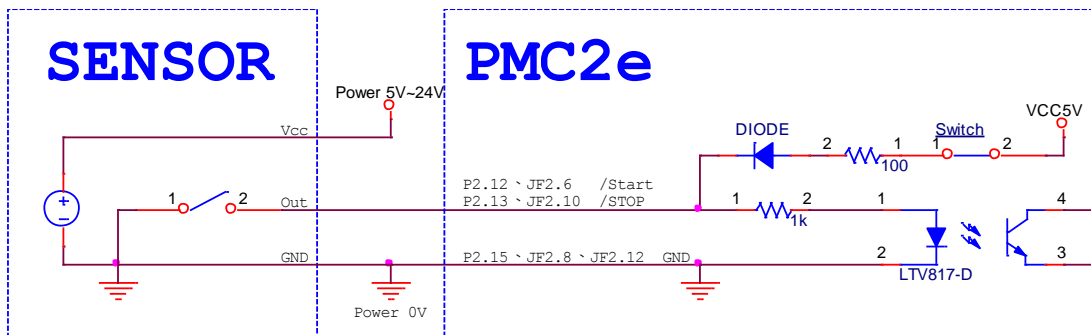 SENSOR
PMC2e
Power 5V~24V
VCC5V
Vcc
DIODE
2
1
1
Switch
2
100
1
2
Out
P2.12、JF2.6 /Start
P2.13、JF2.10 /STOP
1
2
1k
1
4
GND
P2.15、JF2.8、JF2.12 GND
2
3
LTV817-D
Power 0V